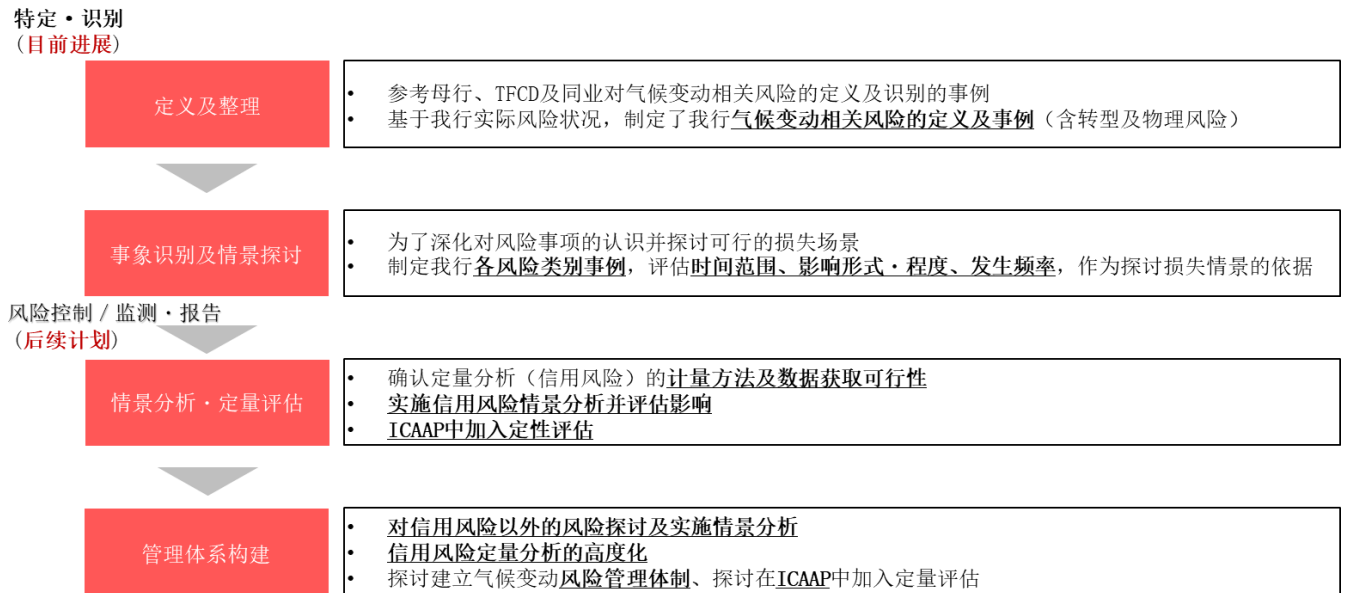 特定・识别
（目前进展）
定义及整理
• 参考母行、TFCD及同业对气候变动相关风险的定义及识别的事例
• 基于我行实际风险状况，制定了我行气候变动相关风险的定义及事例（含转型及物理风险）
事象识别及情景探讨
• 为了深化对风险事项的认识并探讨可行的损失场景
• 制定我行各风险类别事例，评估时间范围、影响形式・程度、发生频率，作为探讨损失情景的依据
风险控制／监测・报告
（后续计划）
情景分析・定量评估
• 确认定量分析（信用风险）的计量方法及数据获取可行性
• 实施信用风险情景分析并评估影响
• ICAAP中加入定性评估
管理体系构建
• 对信用风险以外的风险探讨及实施情景分析
• 信用风险定量分析的高度化
• 探讨建立气候变动风险管理体制、探讨在ICAAP中加入定量评估